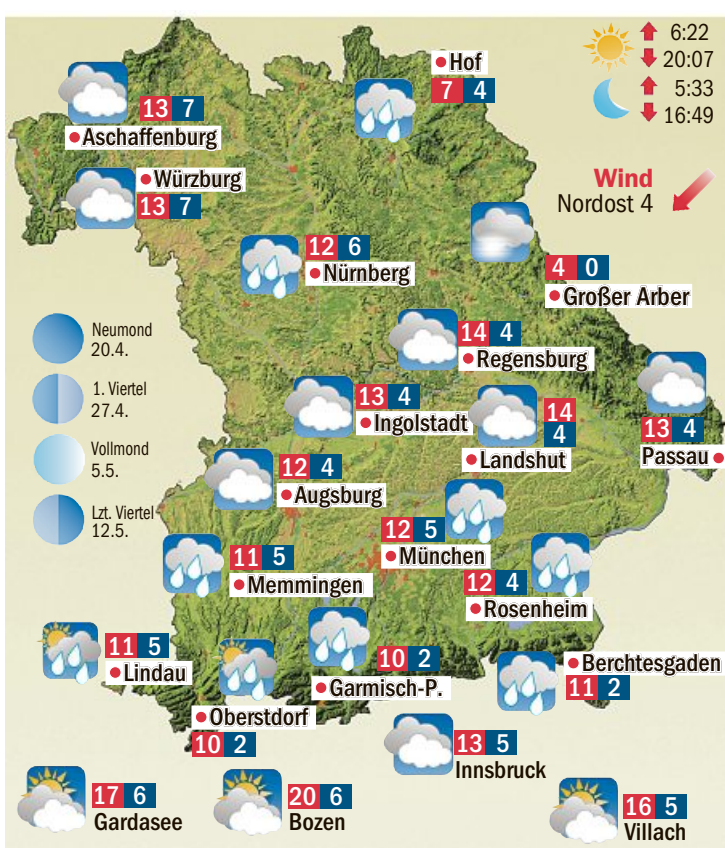 6:22
20:07
5:33
16:49
Hof
7 4
13 7
Aschaffenburg
Würzburg
13 7
Wind
Nordost 4
12 6
Nürnberg
4 0
Großer Arber
Neumond
20.4.
1. Viertel
27.4.
Vollmond
5.5.
Lzt. Viertel
12.5.
14 4
Regensburg
13 4
Ingolstadt
14
4
Landshut
13 4
Passau
12 4
Augsburg
12 5
München
11 5
Memmingen
12 4
Rosenheim
11 5
Lindau
10 2
Garmisch-P.
Berchtesgaden
11 2
Oberstdorf
10 2
13 5
Innsbruck
17 6
Gardasee
20 6
Bozen
16 5
Villach